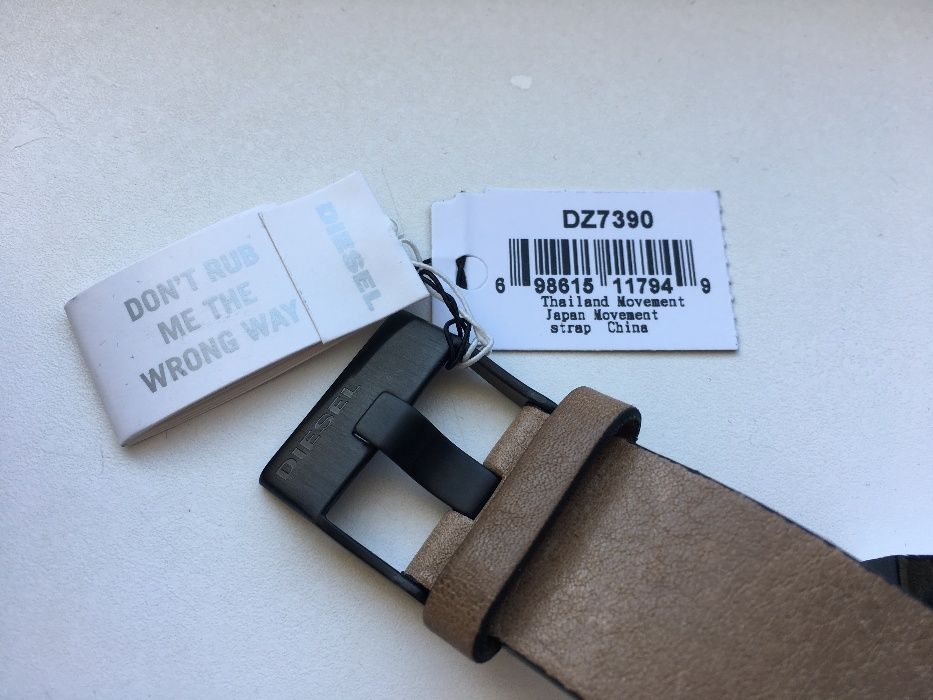 DON'T RUB
ME THE
WRONG WAY
DIESEL
DZ7390
6 98615 11794 9
Thailand Movement
Japan Movement
strap China
DIESEL